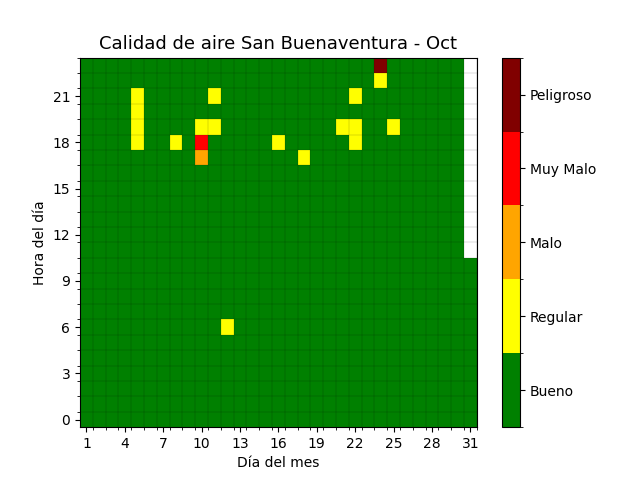 Calidad de aire San Buenaventura - Oct
Hora del día
21
18
15
12
9
6
3
0
1 4 7 10 13 16 19 22 25 28 31
Día del mes
Peligroso
Muy Malo
Malo
Regular
Bueno